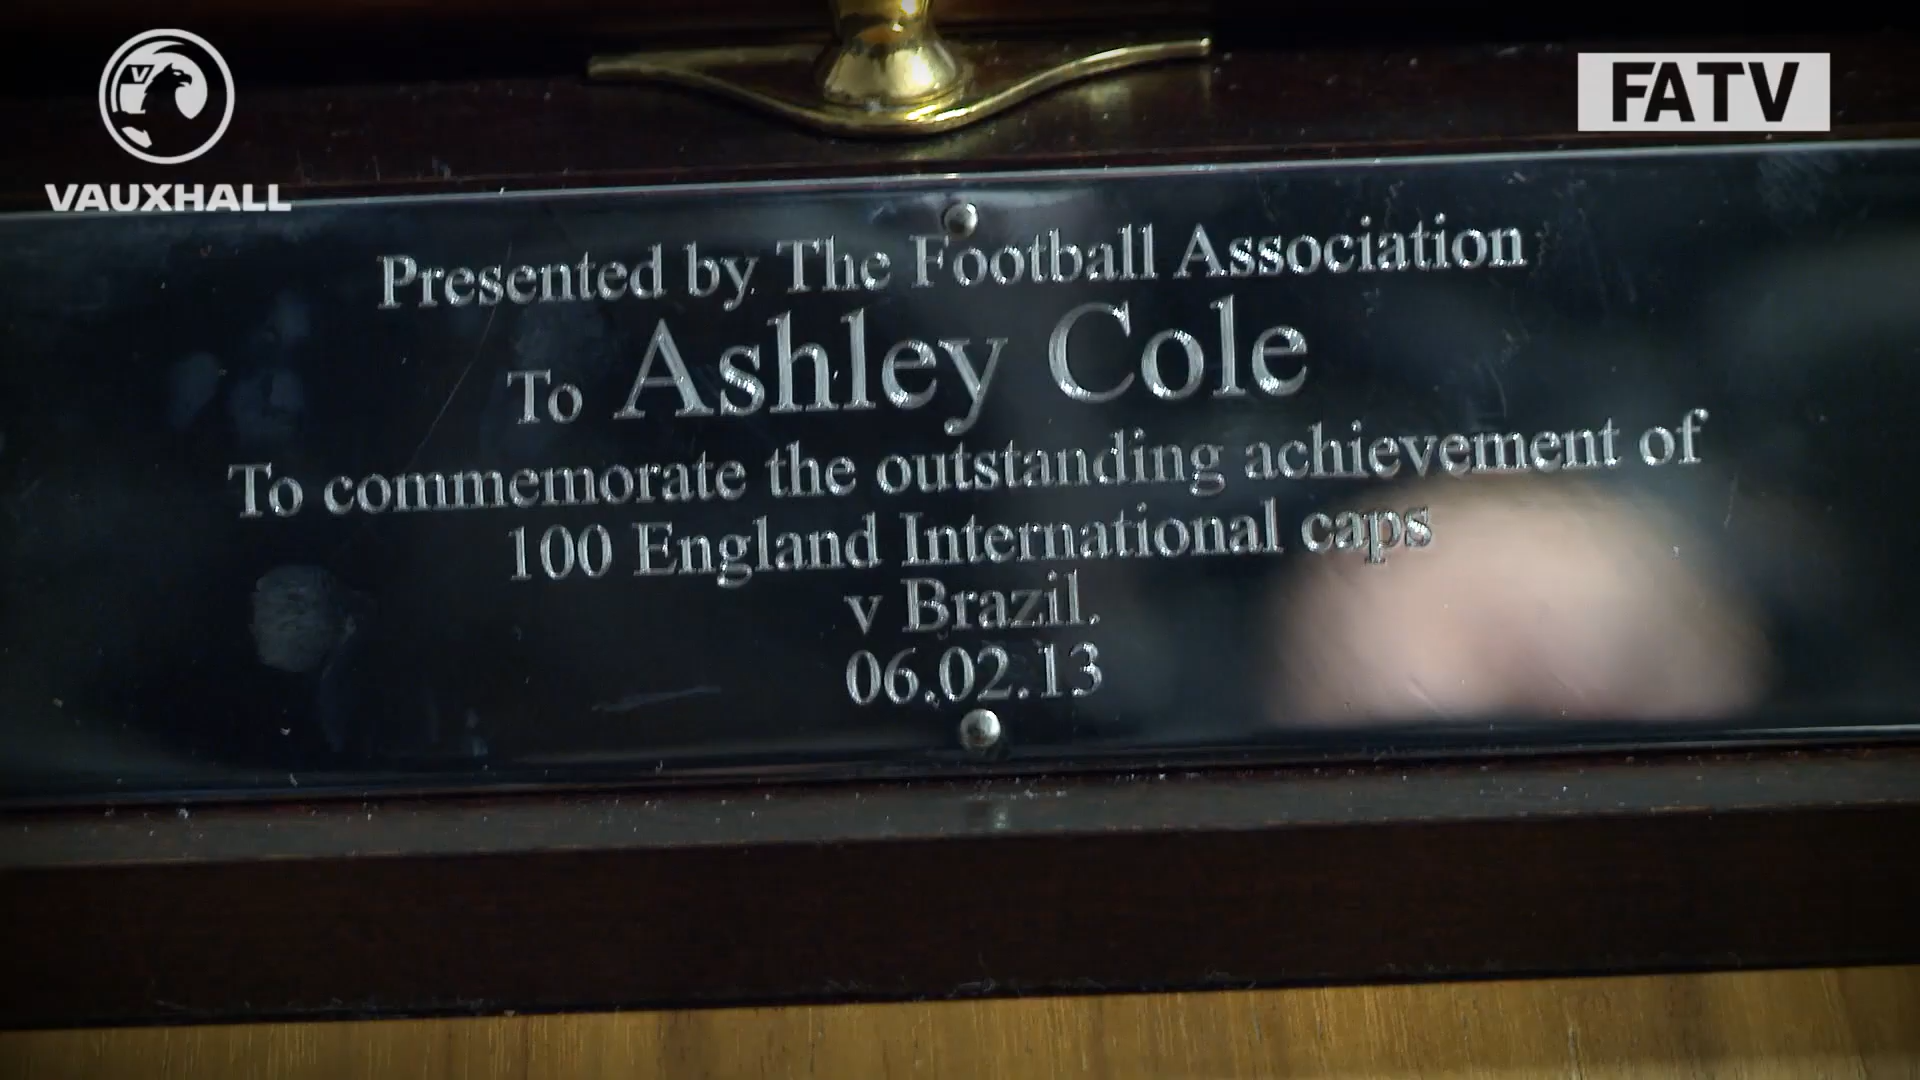 V
VAUXHALL
FATV
Presented by The Football Association
To Ashley Cole
To commemorate the outstanding achievement of
100 England International caps
v Brazil.
06.02.13